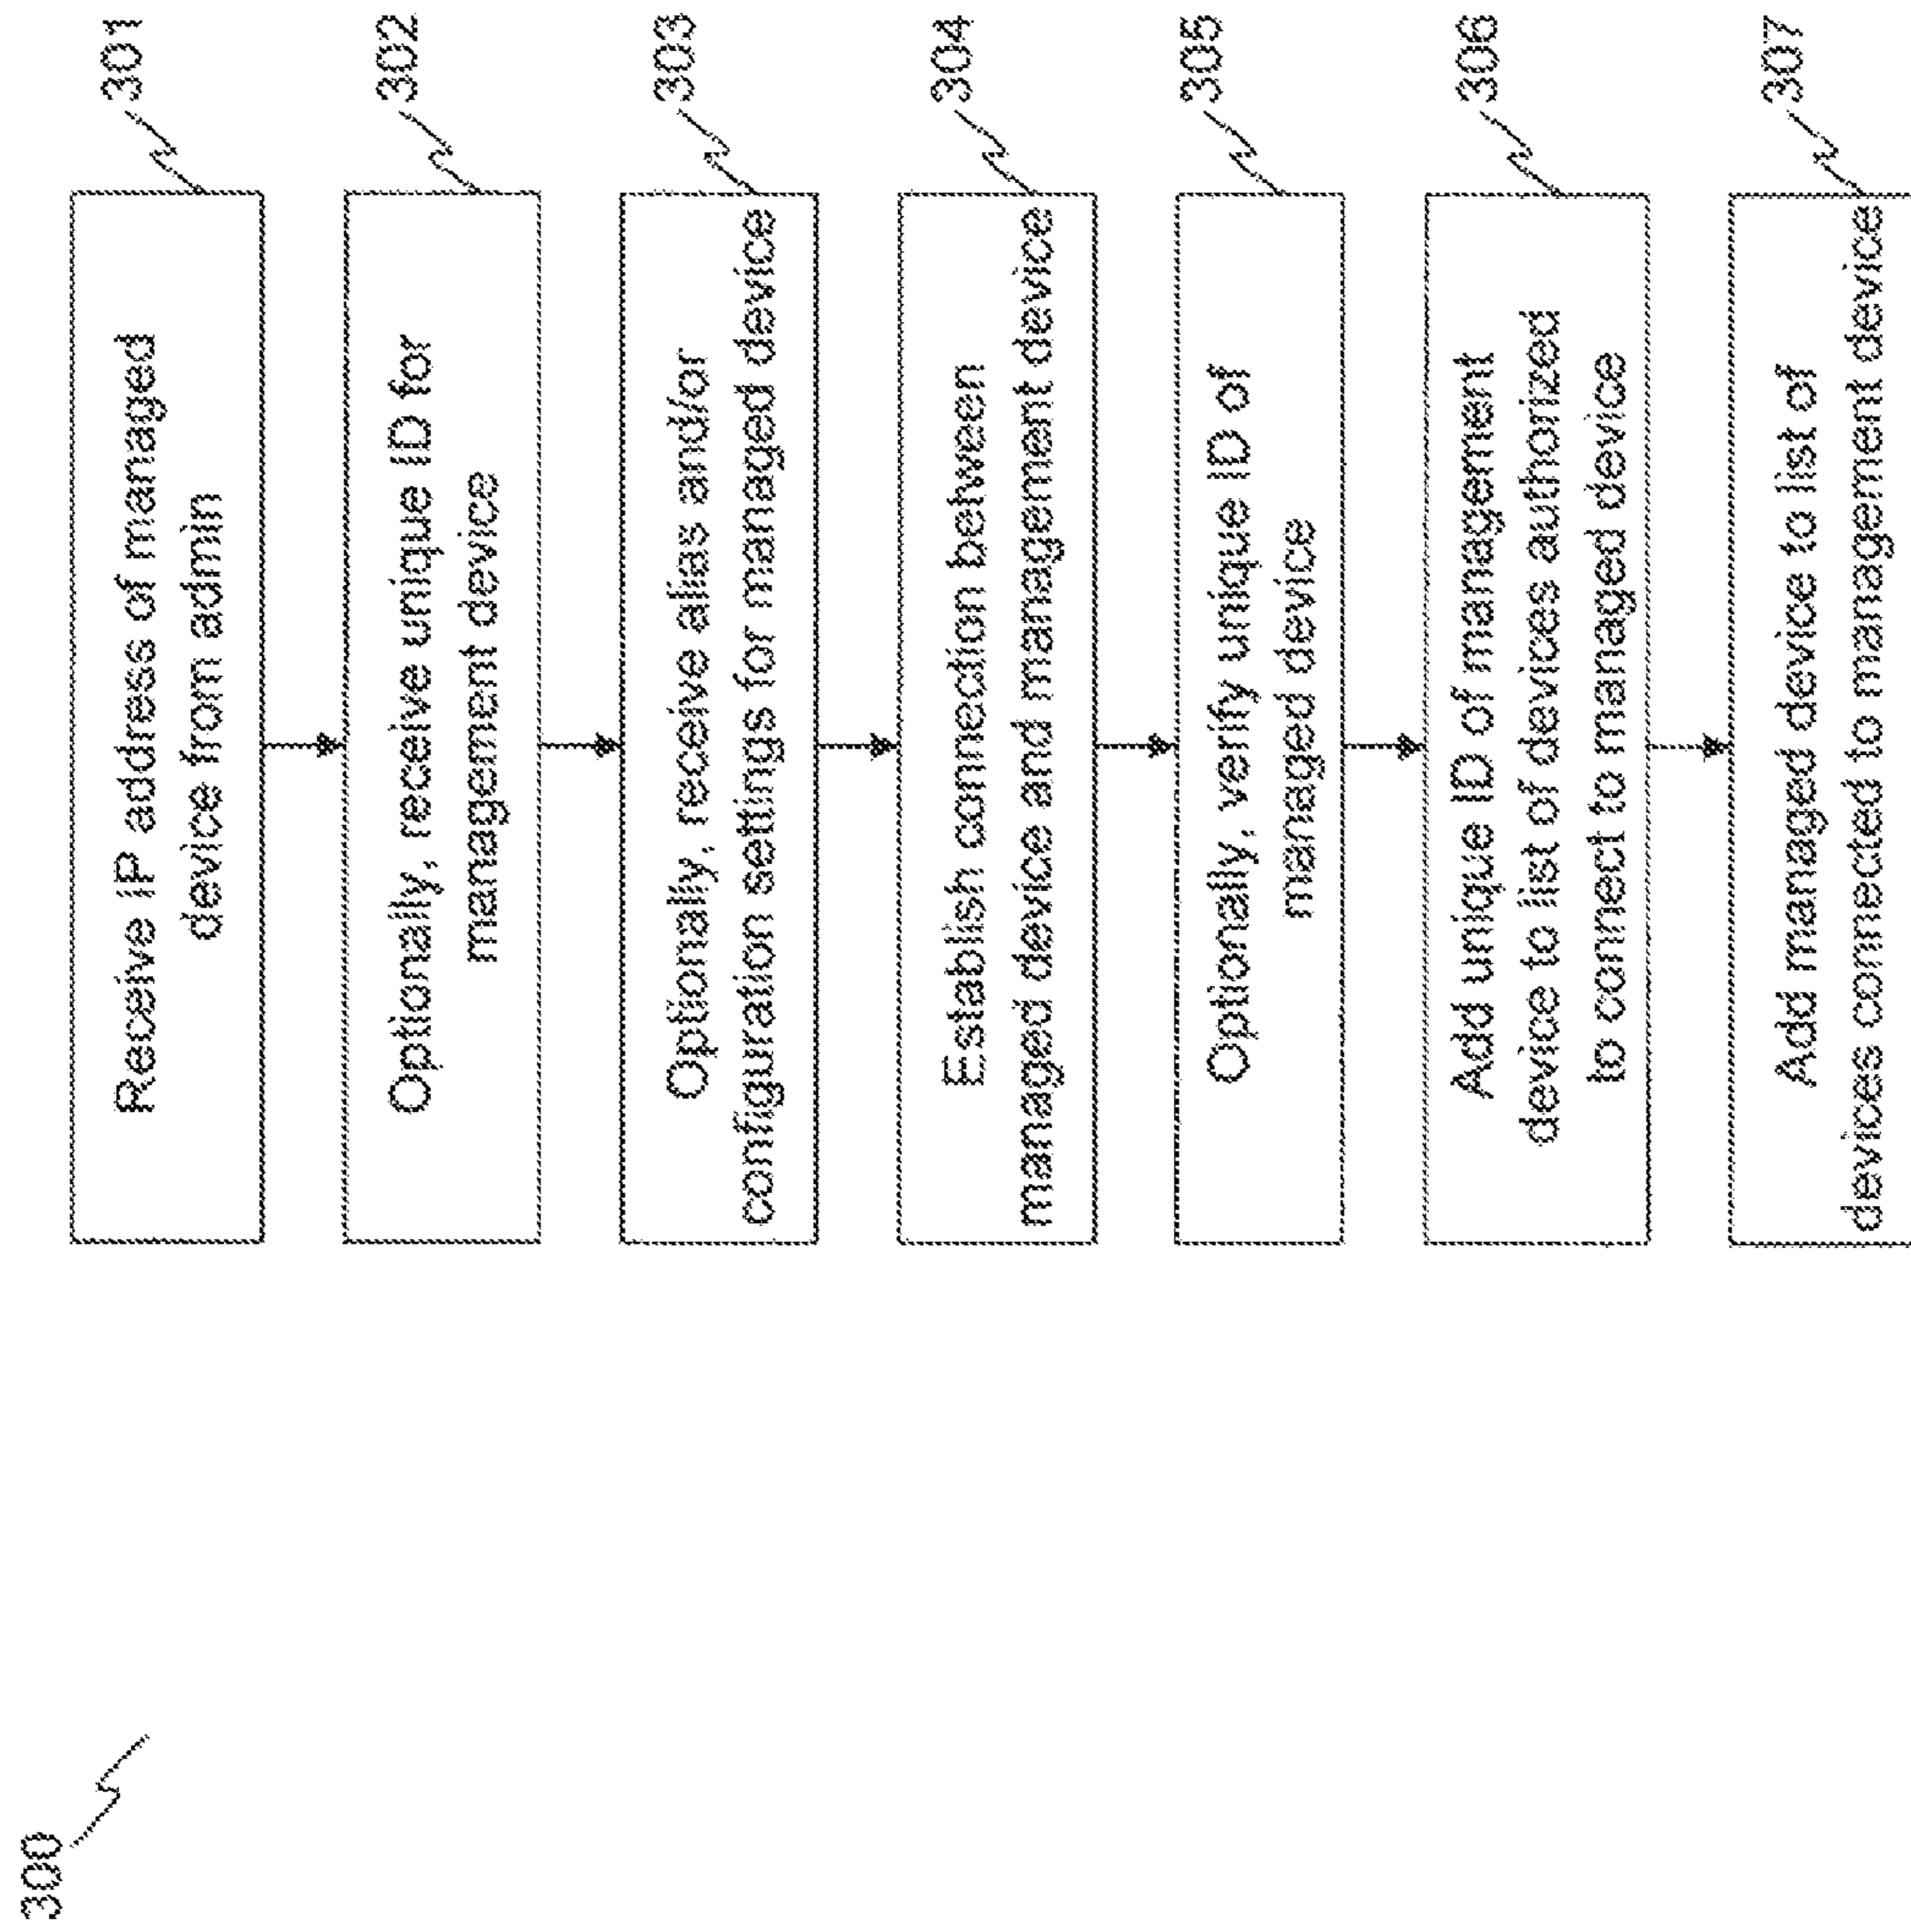 300
Receive IP address of managed
device from admin
301
Optionally, receive unique ID for
management device
302
Optionally, receive alias and/or
configuration settings for managed device
303
Establish connection between
managed device and management device
304
Optionally, verify unique ID of
managed device
305
Add unique ID of management
device to list of devices authorized
to connect to managed device
306
Add managed device to list of
devices connected to management device
307